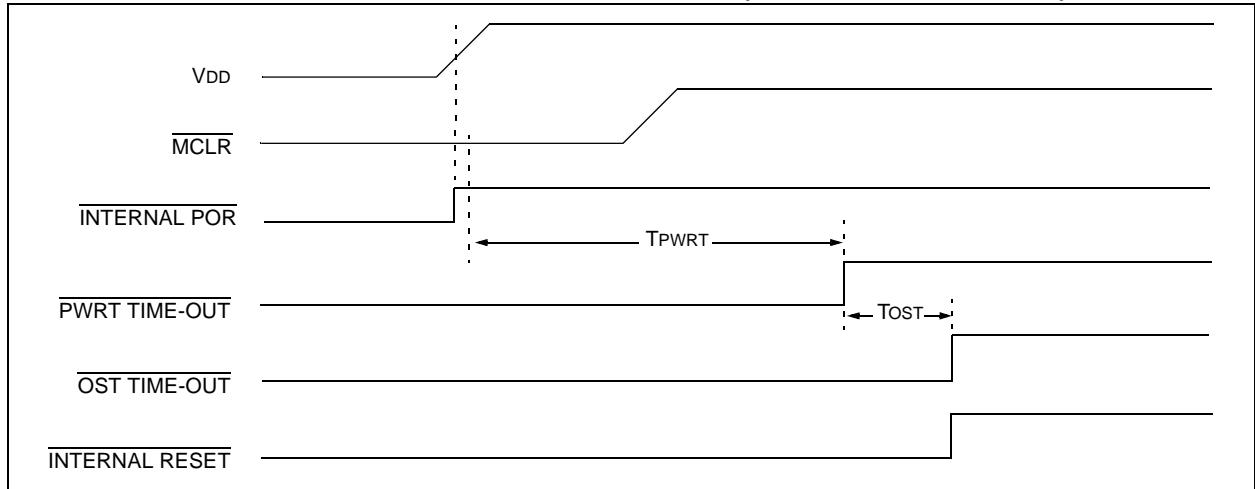 VDD
MCLR
INTERNAL POR
TPWRT
PWRT TIME-OUT
TOST
OST TIME-OUT
INTERNAL RESET